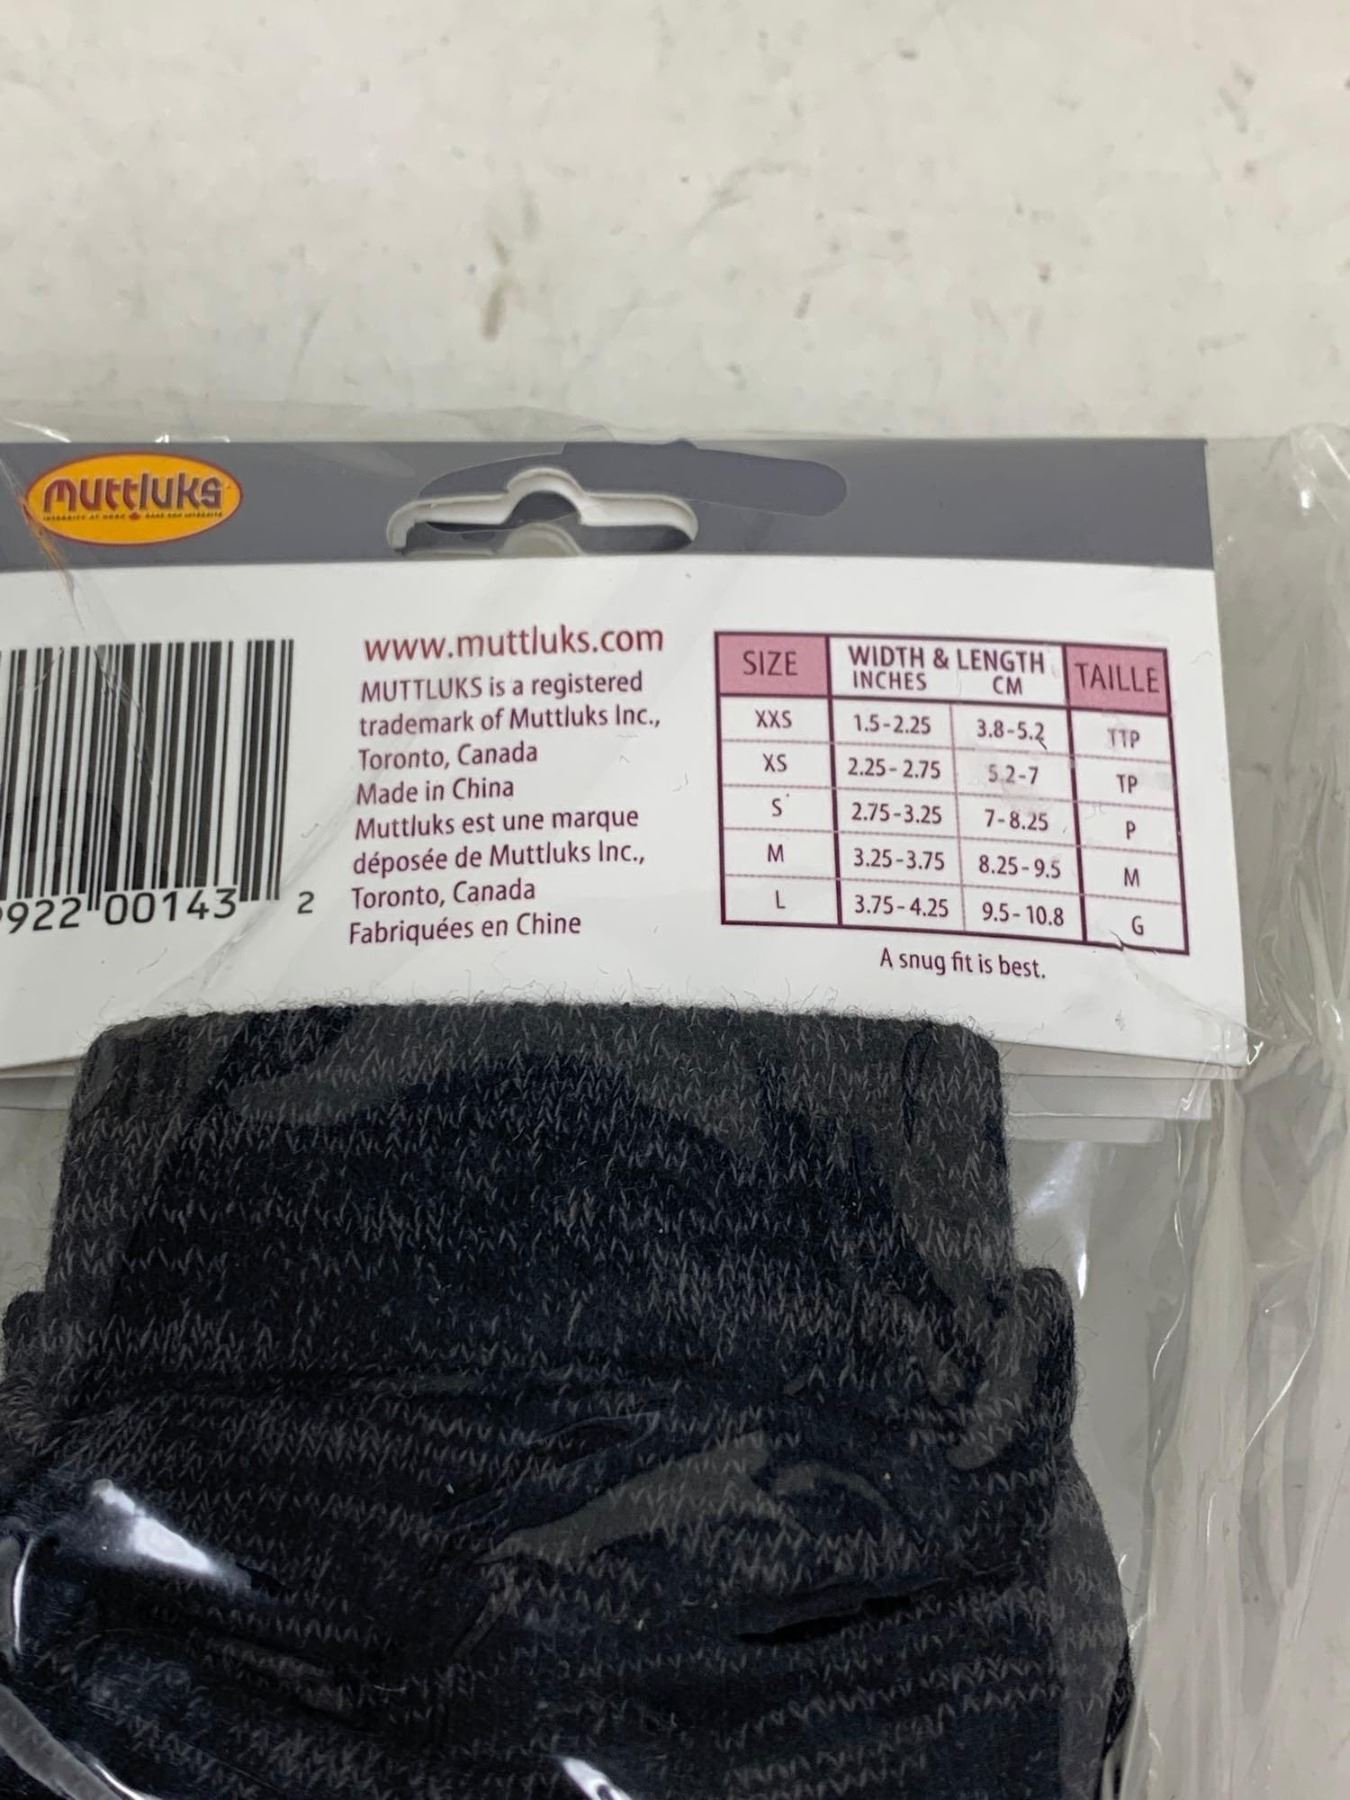 muttluks
www.muttluks.com
MUTTLUKS is a registered
trademark of Muttluks Inc.,
Toronto, Canada
Made in China
Muttluks est une marque
déposée de Muttluks Inc.,
Toronto, Canada
Fabriquées en Chine
922 00143 2
SIZE WIDTH & LENGTH TAILLE
INCHES CM
XXS 1.5-2.25 3.8-5.2 TTP
XS 2.25-2.75 5.2-7 TP
S 2.75-3.25 7-8.25 P
M 3.25-3.75 8.25-9.5 M
L 3.75-4.25 9.5-10.8 G
A snug fit is best.